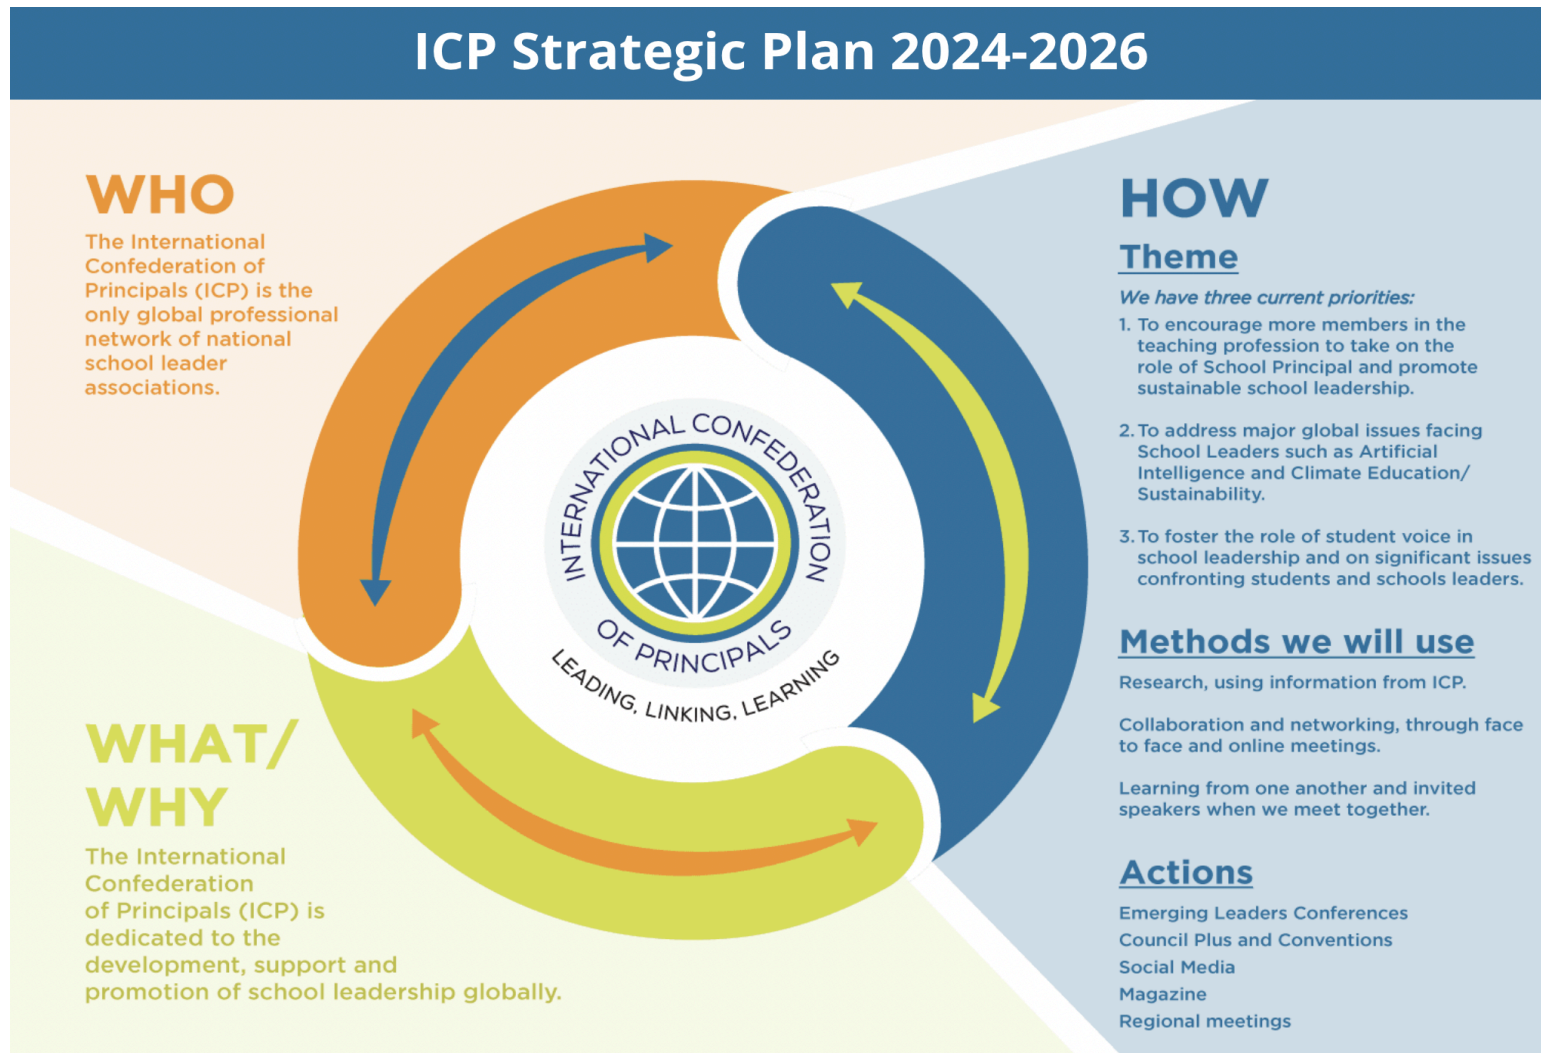 ICP Strategic Plan 2024-2026
WHO
The International
Confederation of
Principals (ICP) is the
only global professional
network of national
school leader
associations.
WHAT/
WHY
The International
Confederation
of Principals (ICP) is
dedicated to the
development, support and
promotion of school leadership globally.
INTERNATIONAL CONFEDERATION
OF PRINCIPALS
LEADING, LINKING, LEARNING
HOW
Theme
We have three current priorities:
1. To encourage more members in the
teaching profession to take on the
role of School Principal and promote
sustainable school leadership.
2. To address major global issues facing
School Leaders such as Artificial
Intelligence and Climate Education/
Sustainability.
3. To foster the role of student voice in
school leadership and on significant issues
confronting students and schools leaders.
Methods we will use
Research, using information from ICP.
Collaboration and networking, through face
to face and online meetings.
Learning from one another and invited
speakers when we meet together.
Actions
Emerging Leaders Conferences
Council Plus and Conventions
Social Media
Magazine
Regional meetings